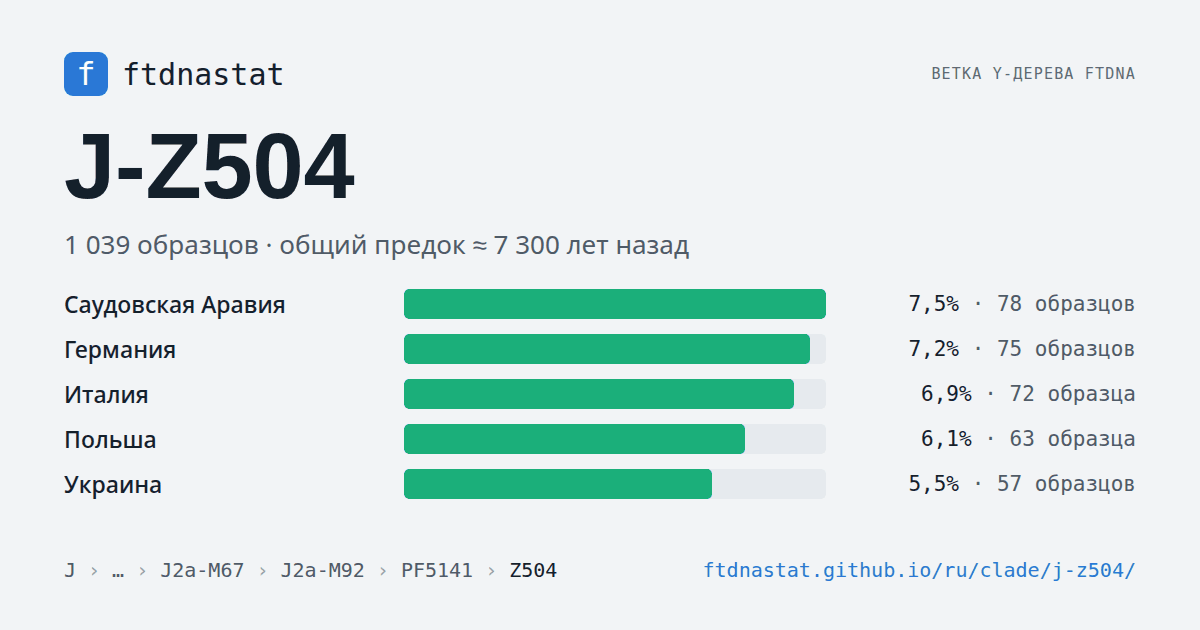 f ftdnastat
ВЕТКА Y-ДЕРЕВА FTDNA
J-Z504
1 039 образцов · общий предок ≈ 7 300 лет назад
Саудовская Аравия 7,5% · 78 образцов
Германия 7,2% · 75 образцов
Италия 6,9% · 72 образца
Польша 6,1% · 63 образца
Украина 5,5% · 57 образцов
J › … › J2a-M67 › J2a-M92 › PF5141 › Z504
ftdnastat.github.io/ru/clade/j-z504/